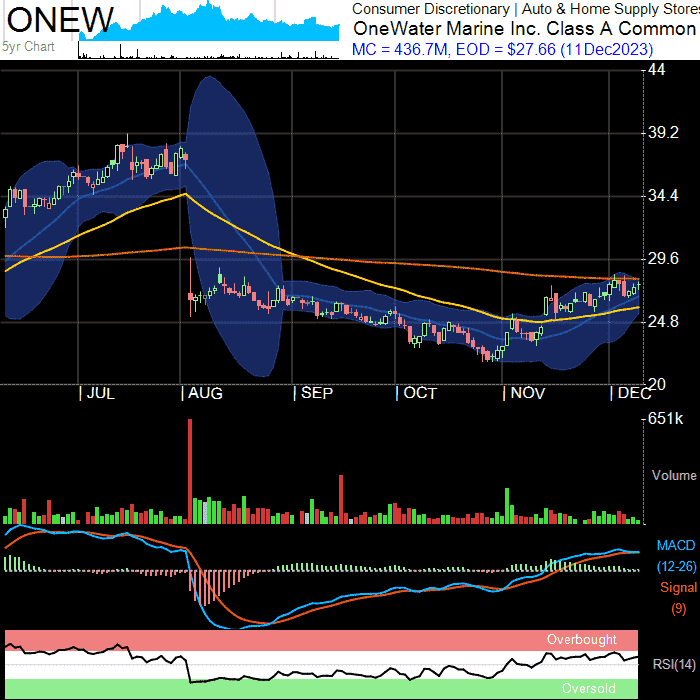 ONEW
5yr Chart
Consumer Discretionary | Auto & Home Supply Stores
OneWater Marine Inc. Class A Common
MC = 436.7M, EOD = $27.66 (11Dec2023)
44
39.2
34.4
29.6
24.8
20
JUL AUG SEP OCT NOV DEC
651k
Volume
MACD
(12-26)
Signal
(9)
Overbought
RSI(14)
Oversold